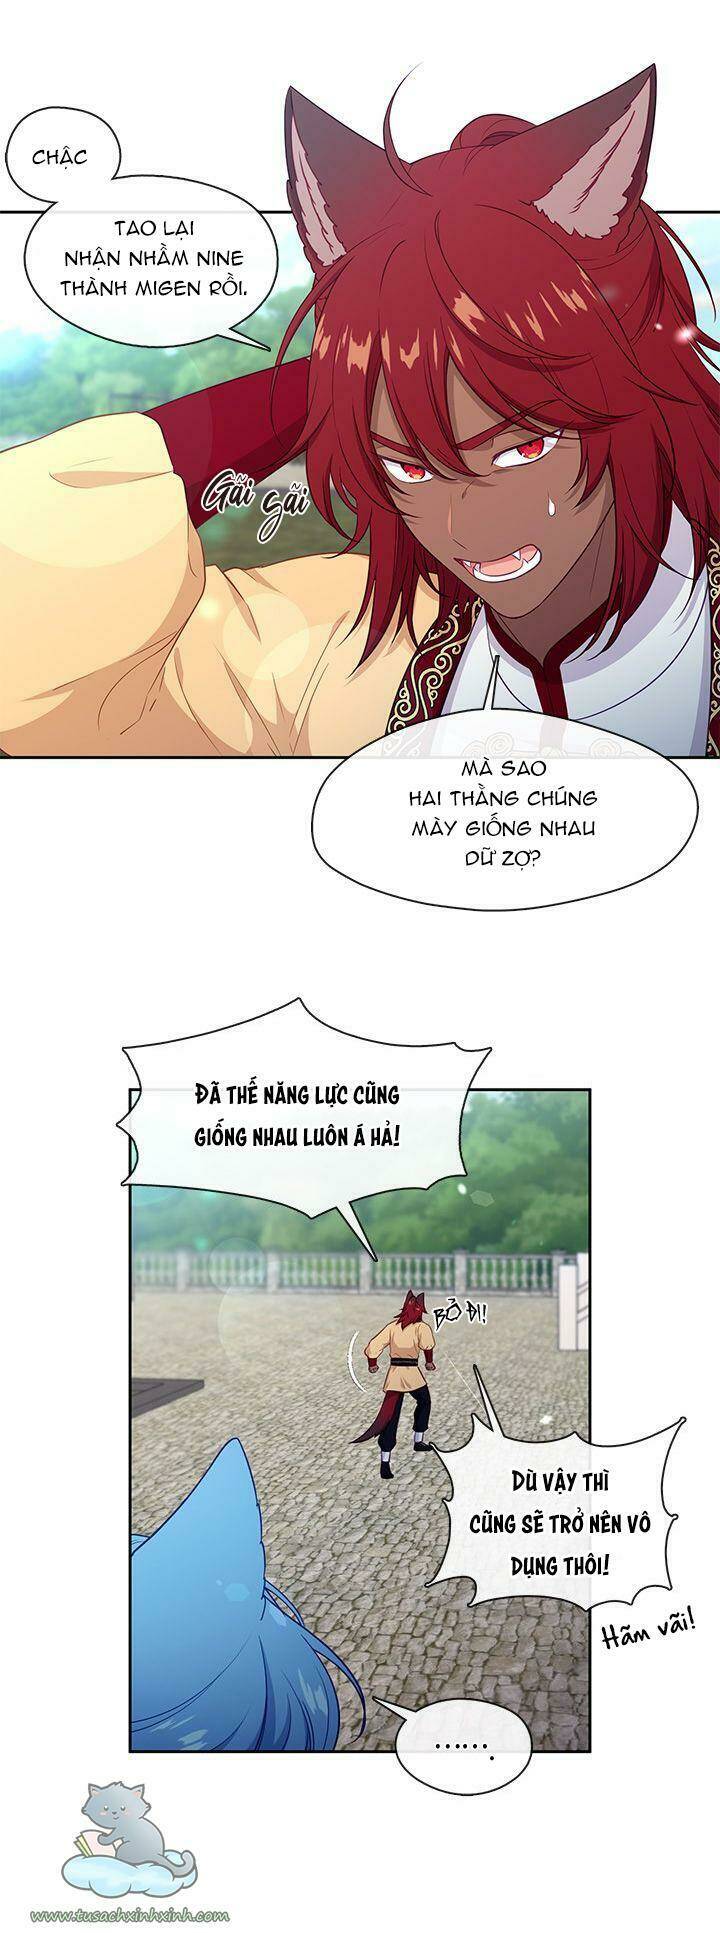 CHẬC
TAO LẠI
NHẬN NHẦM NINE
THÀNH MIGEN RỒI.
Gãi
gãi
MÀ SAO
HAI THẰNG CHÚNG
MÀY GIỐNG NHAU
DỮ ZỢ?
ĐÃ THẾ NĂNG LỰC CŨNG
GIỐNG NHAU LUÔN Á HẢ!
BỎ ĐI!
DÙ VẬY THÌ
CŨNG SẼ TRỞ NÊN VÔ
DỤNG THÔI!
Hãm vãi!
.......
www.tusachxinhxinh.com